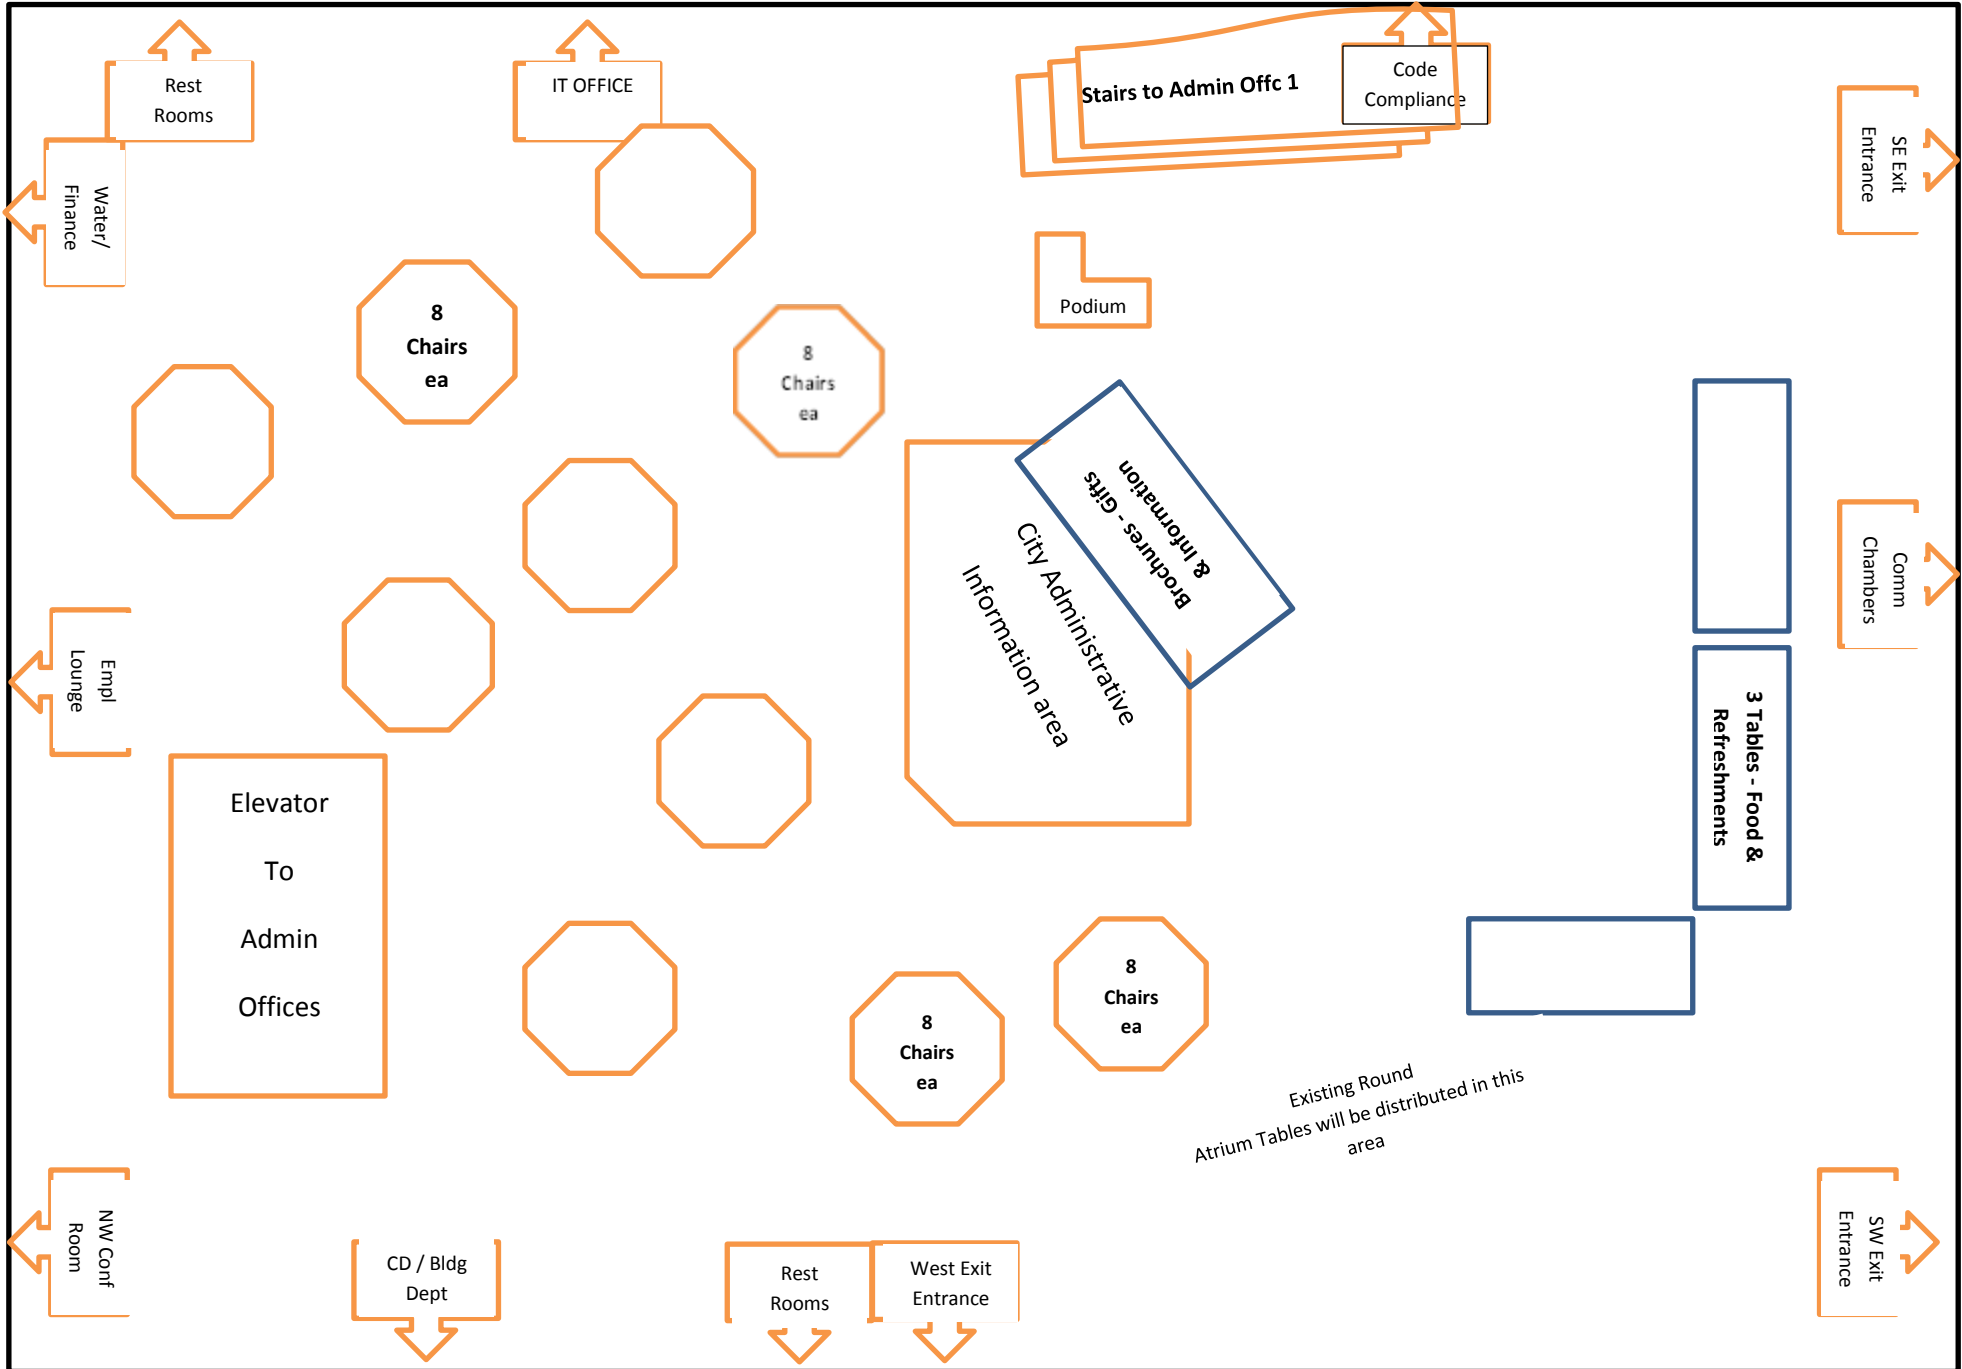 Rest
Rooms
IT OFFICE
Stairs to Admin Offc 1
Code
Compliance
SE Exit
Entrance
Water/
Finance
8
Chairs
ea
8
Chairs
ea
Podium
Brochures - Gifts
& Information
City Administrative
Information area
Comm
Chambers
Empl
Lounge
3 Tables - Food &
Refreshments
Elevator
To
Admin
Offices
8
Chairs
ea
8
Chairs
ea
Existing Round
Atrium Tables will be distributed in this
area
NW Conf
Room
CD / Bldg
Dept
Rest
Rooms
West Exit
Entrance
SW Exit
Entrance